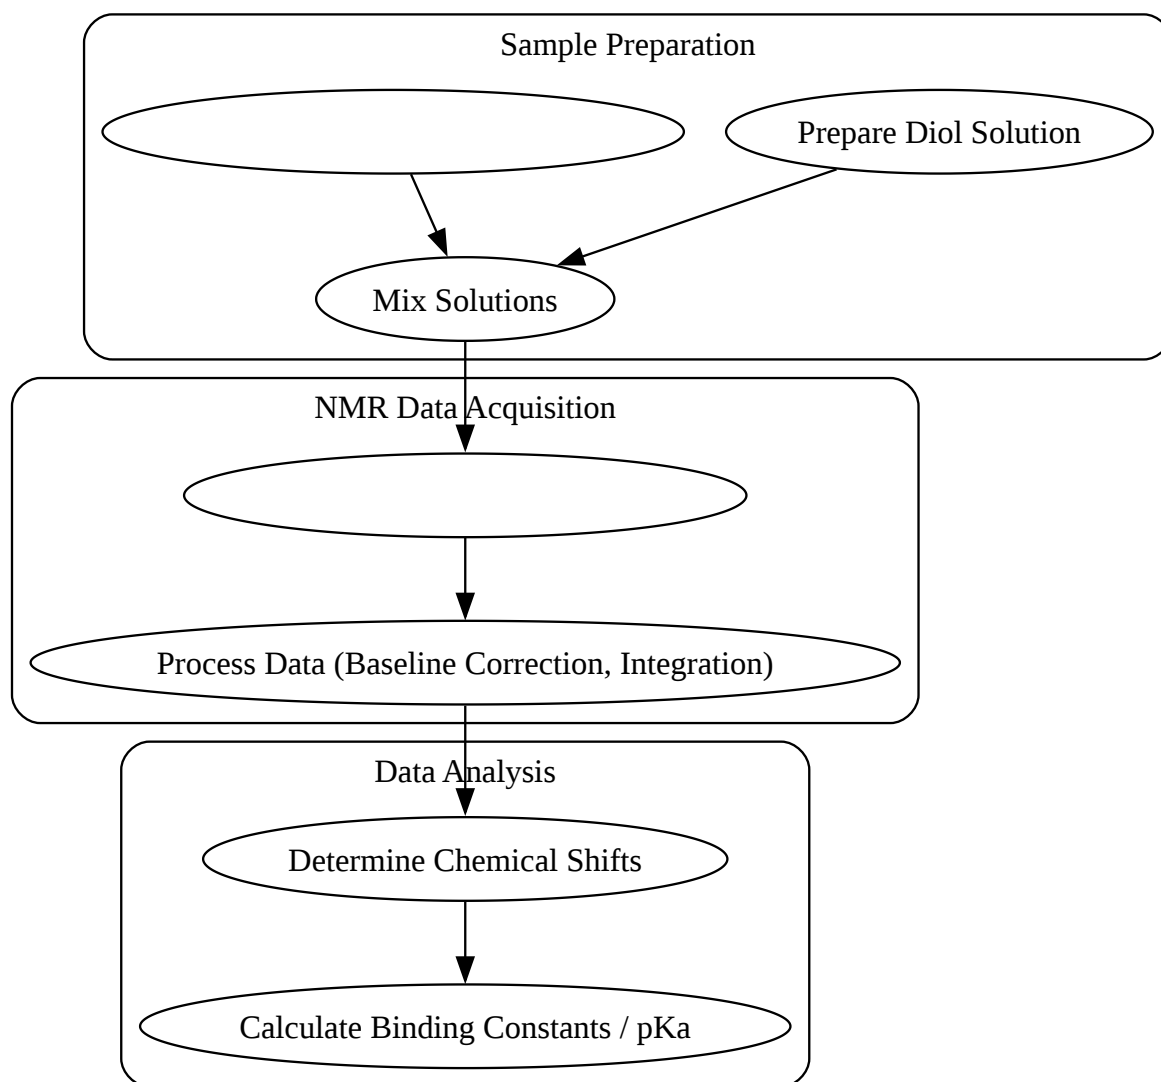 Sample Preparation
Prepare Diol Solution
Mix Solutions
NMR Data Acquisition
Process Data (Baseline Correction, Integration)
Data Analysis
Determine Chemical Shifts
Calculate Binding Constants / pKa